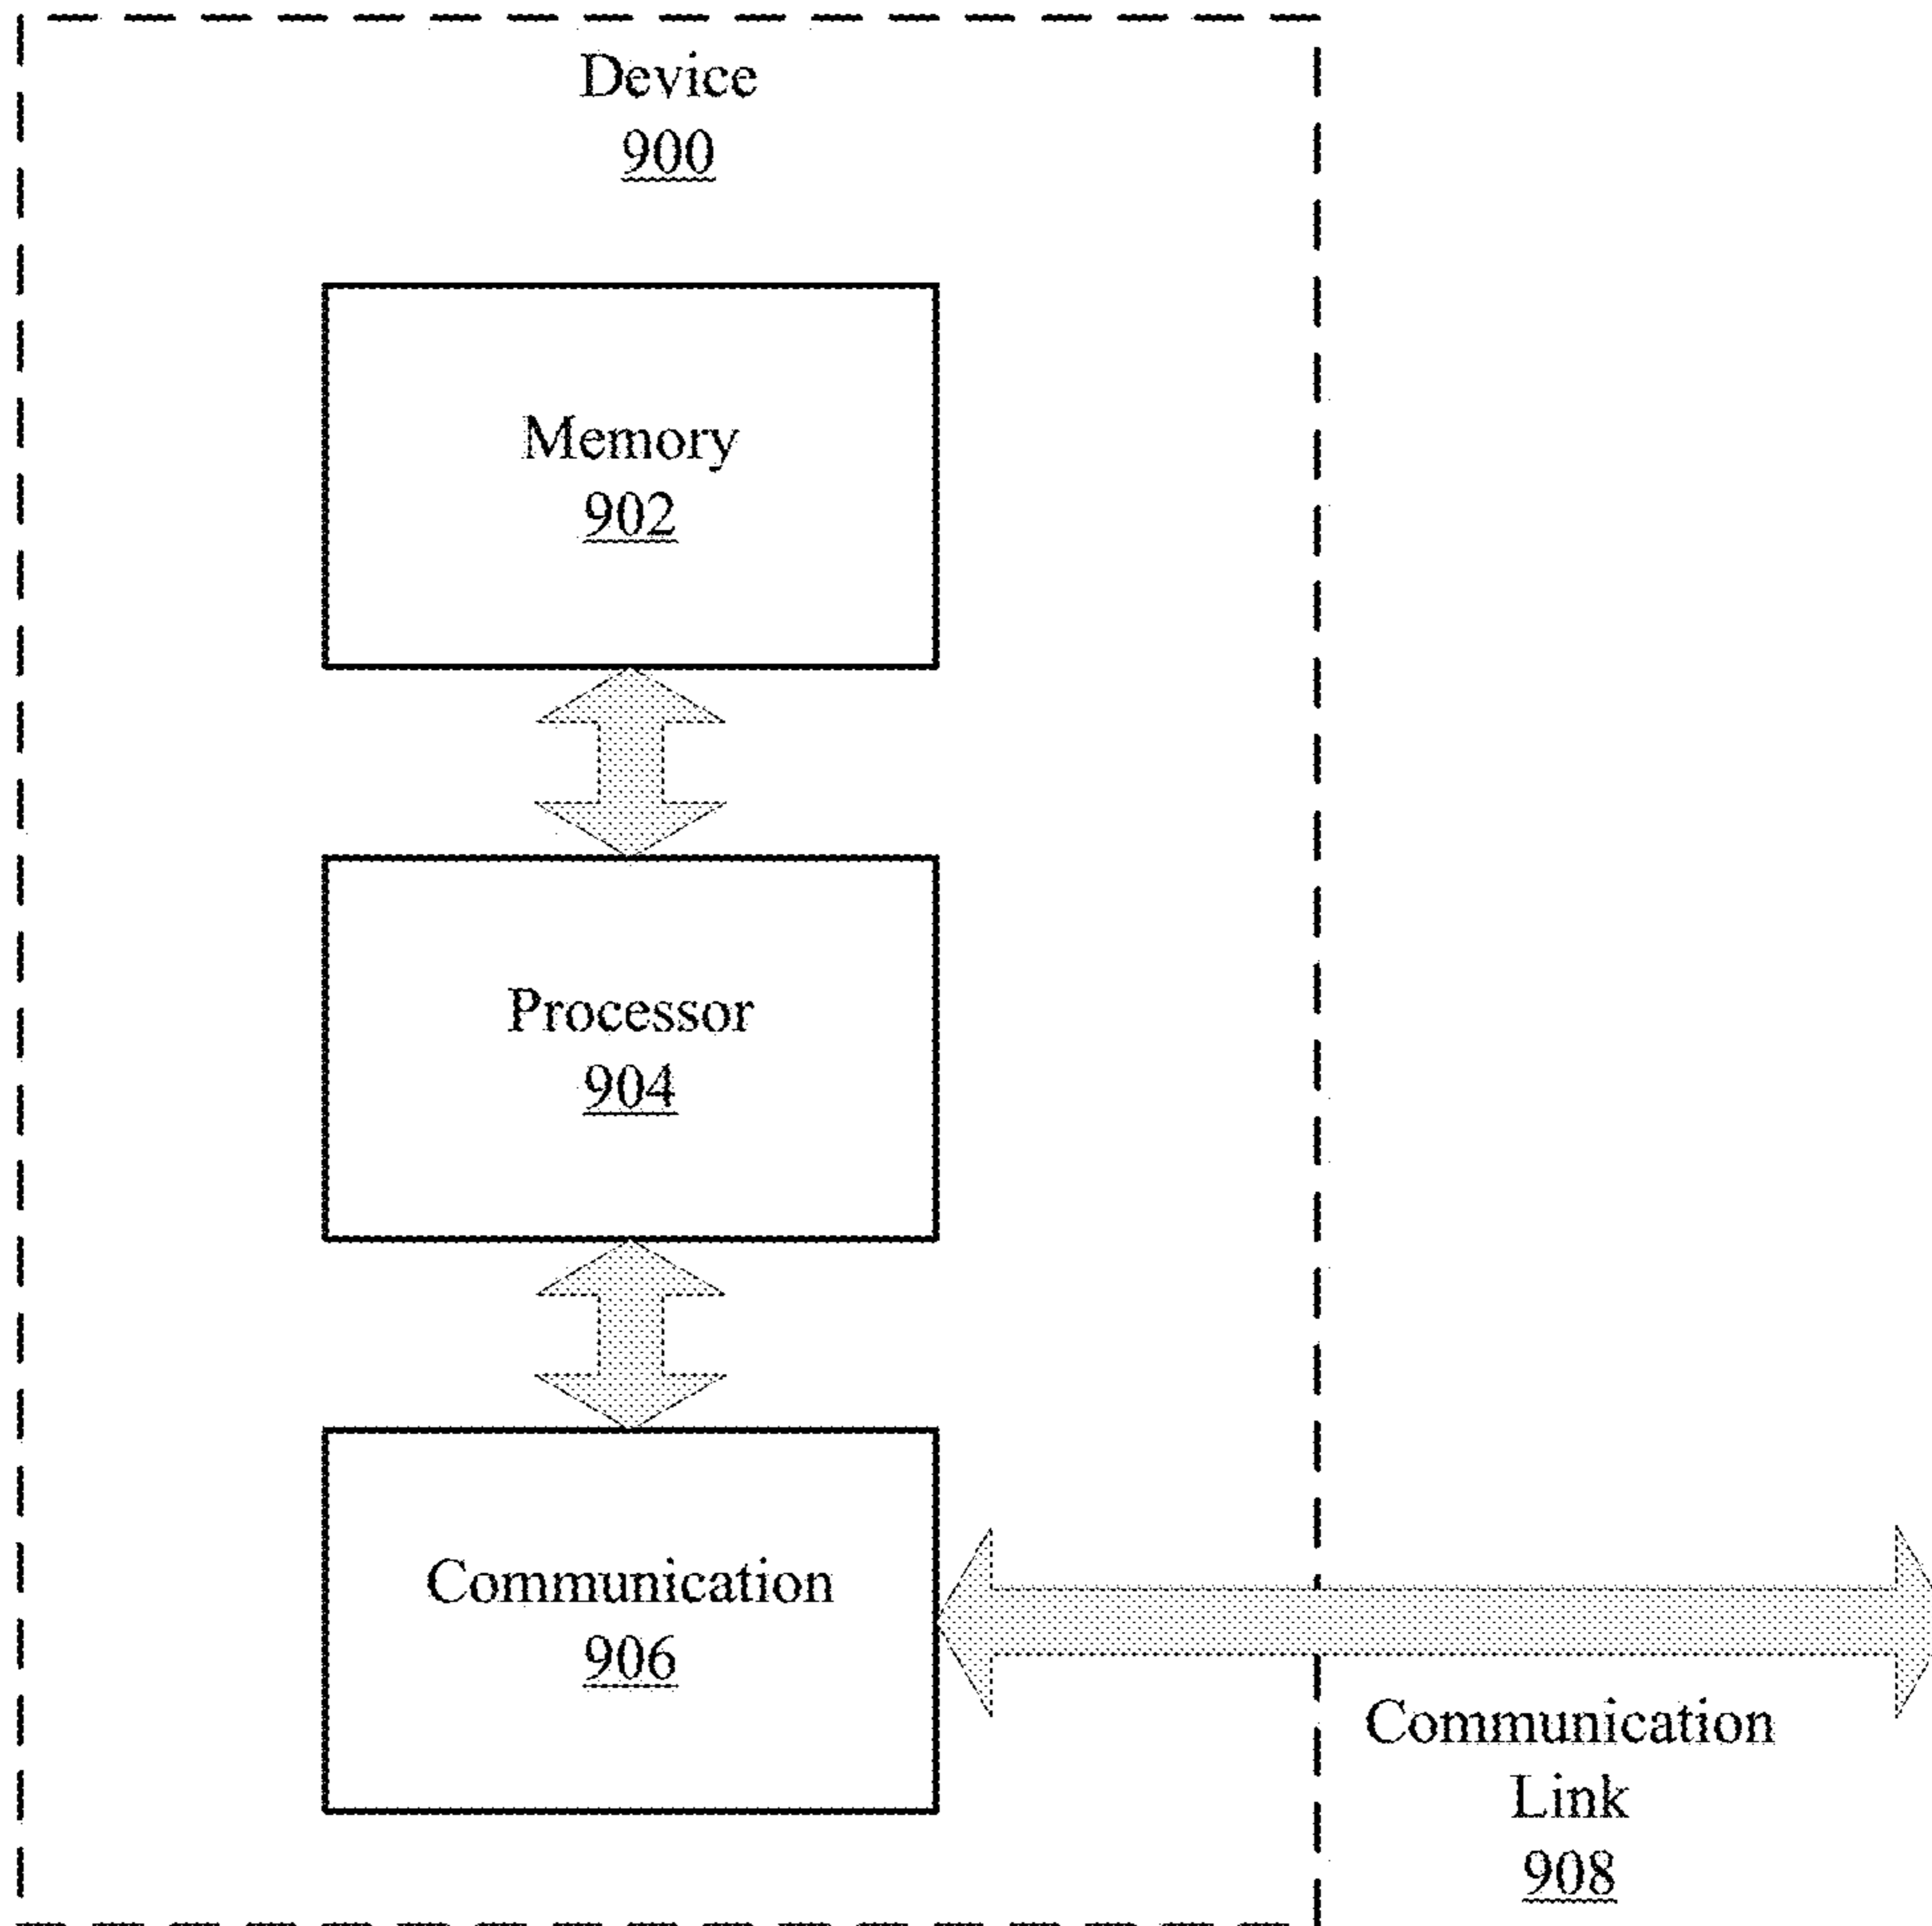 Device
900
Memory
902
Processor
904
Communication
906
Communication
Link
908